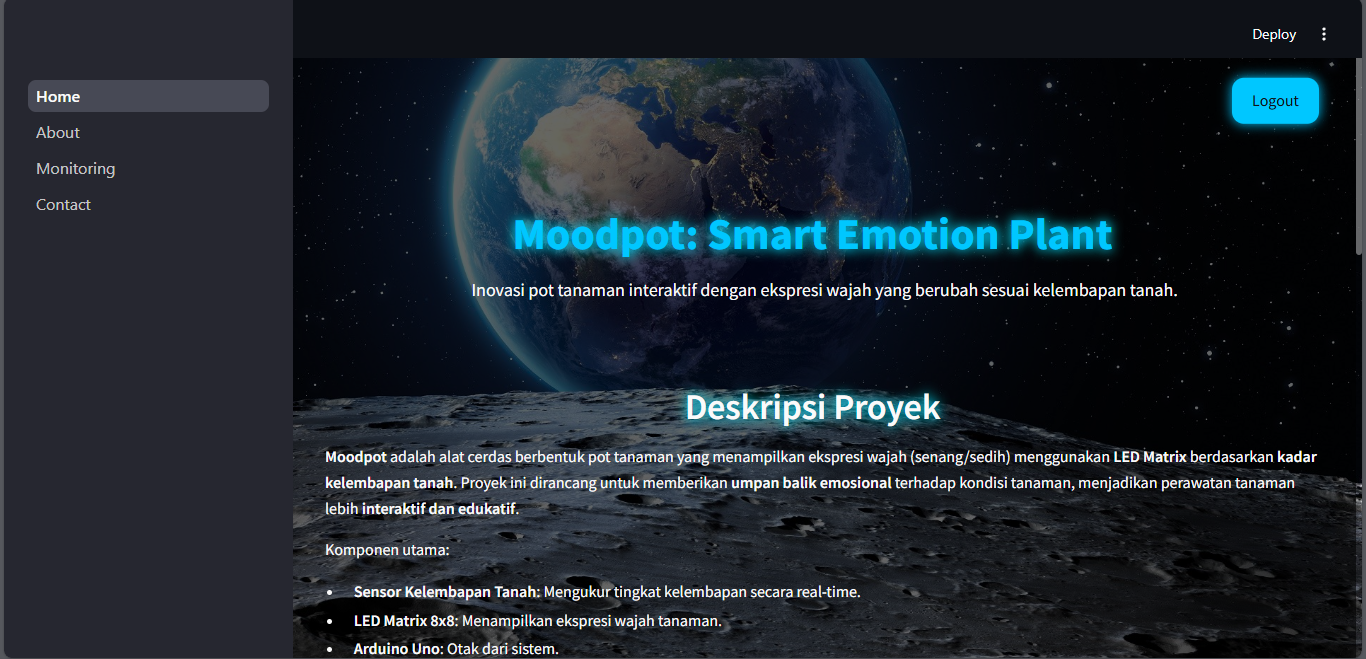 Deploy
Home
About
Monitoring
Contact
Logout
Moodpot: Smart Emotion Plant
Inovasi pot tanaman interaktif dengan ekspresi wajah yang berubah sesuai kelembapan tanah.
Deskripsi Proyek
Moodpot adalah alat cerdas berbentuk pot tanaman yang menampilkan ekspresi wajah (senang/sedih) menggunakan LED Matrix berdasarkan kadar
kelembapan tanah. Proyek ini dirancang untuk memberikan umpan balik emosional terhadap kondisi tanaman, menjadikan perawatan tanaman
lebih interaktif dan edukatif.
Komponen utama:
• Sensor Kelembapan Tanah: Mengukur tingkat kelembapan secara real-time.
• LED Matrix 8x8: Menampilkan ekspresi wajah tanaman.
• Arduino Uno: Otak dari sistem.